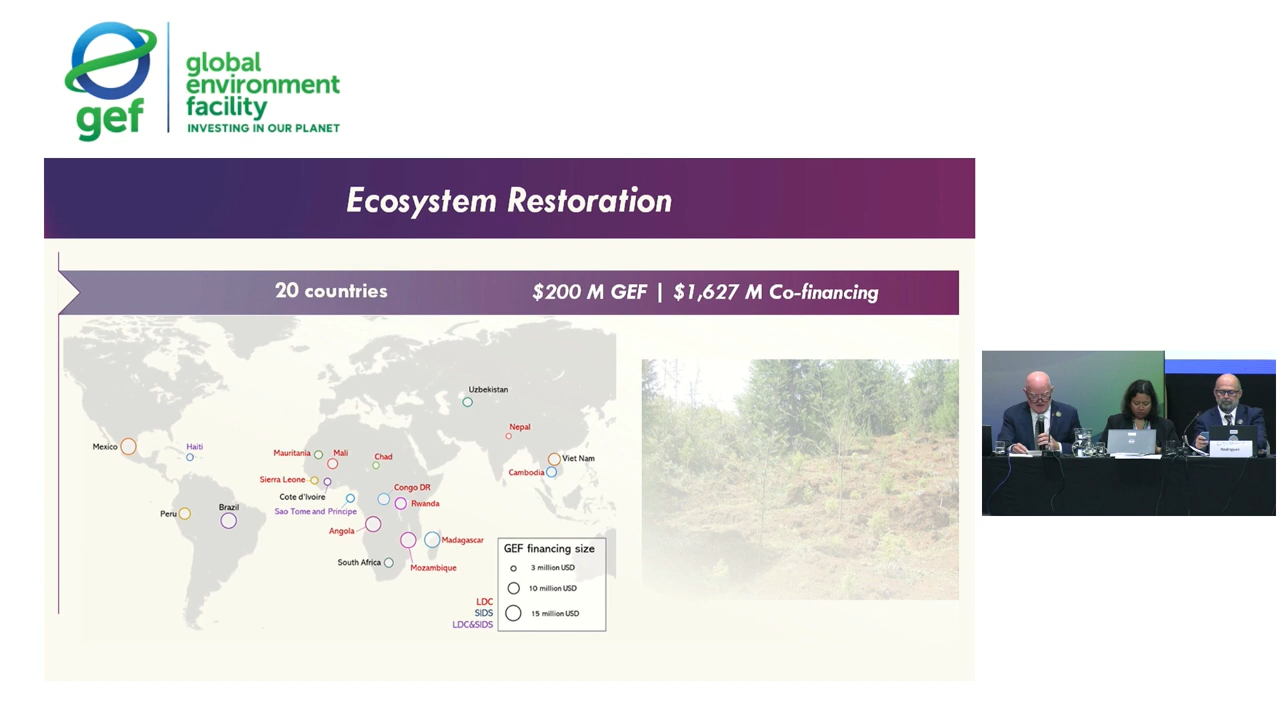 global
environment
facility
INVESTING IN OUR PLANET
gef
Ecosystem Restoration
20 countries
$200 M GEF | $1,627 M Co-financing
Uzbekistan
Nepal
Mexico
Haiti
Mauritania
Mali
Chad
Viet Nam
Cambodia
Sierra Leone
Cote d'Ivoire
Congo DR
Rwanda
Sao Tome and Principe
Peru
Brazil
Angola
Madagascar
South Africa
Mozambique
GEF financing size
3 million USD
10 million USD
15 million USD
LDC
SIDS
LDC&SIDS
Rodriguez